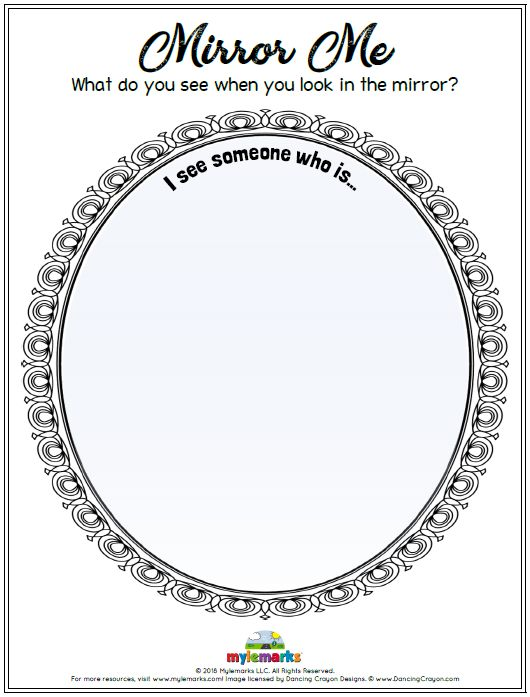 Mirror Me
What do you see when you look in the mirror?
I see someone who is...
mylemarks
© 2018 Mylemarks LLC. All Rights Reserved.
For more resources, visit www.mylemarks.com! Image licensed by Dancing Crayon Designs. © www.DancingCrayon.com